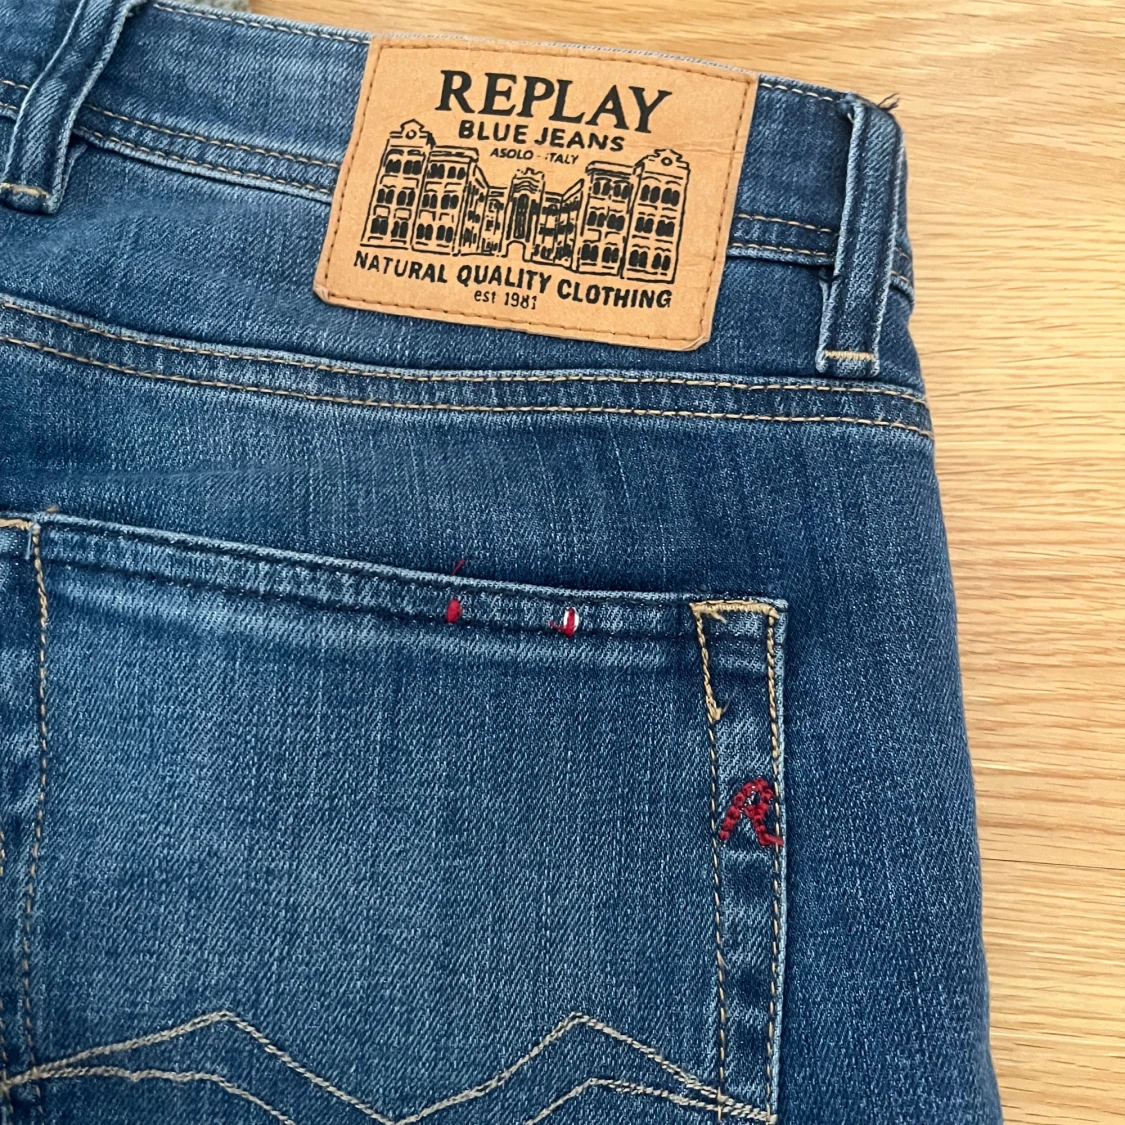 REPLAY
BLUE JEANS
ASOLO - ITALY
NATURAL QUALITY CLOTHING
est 1981
R